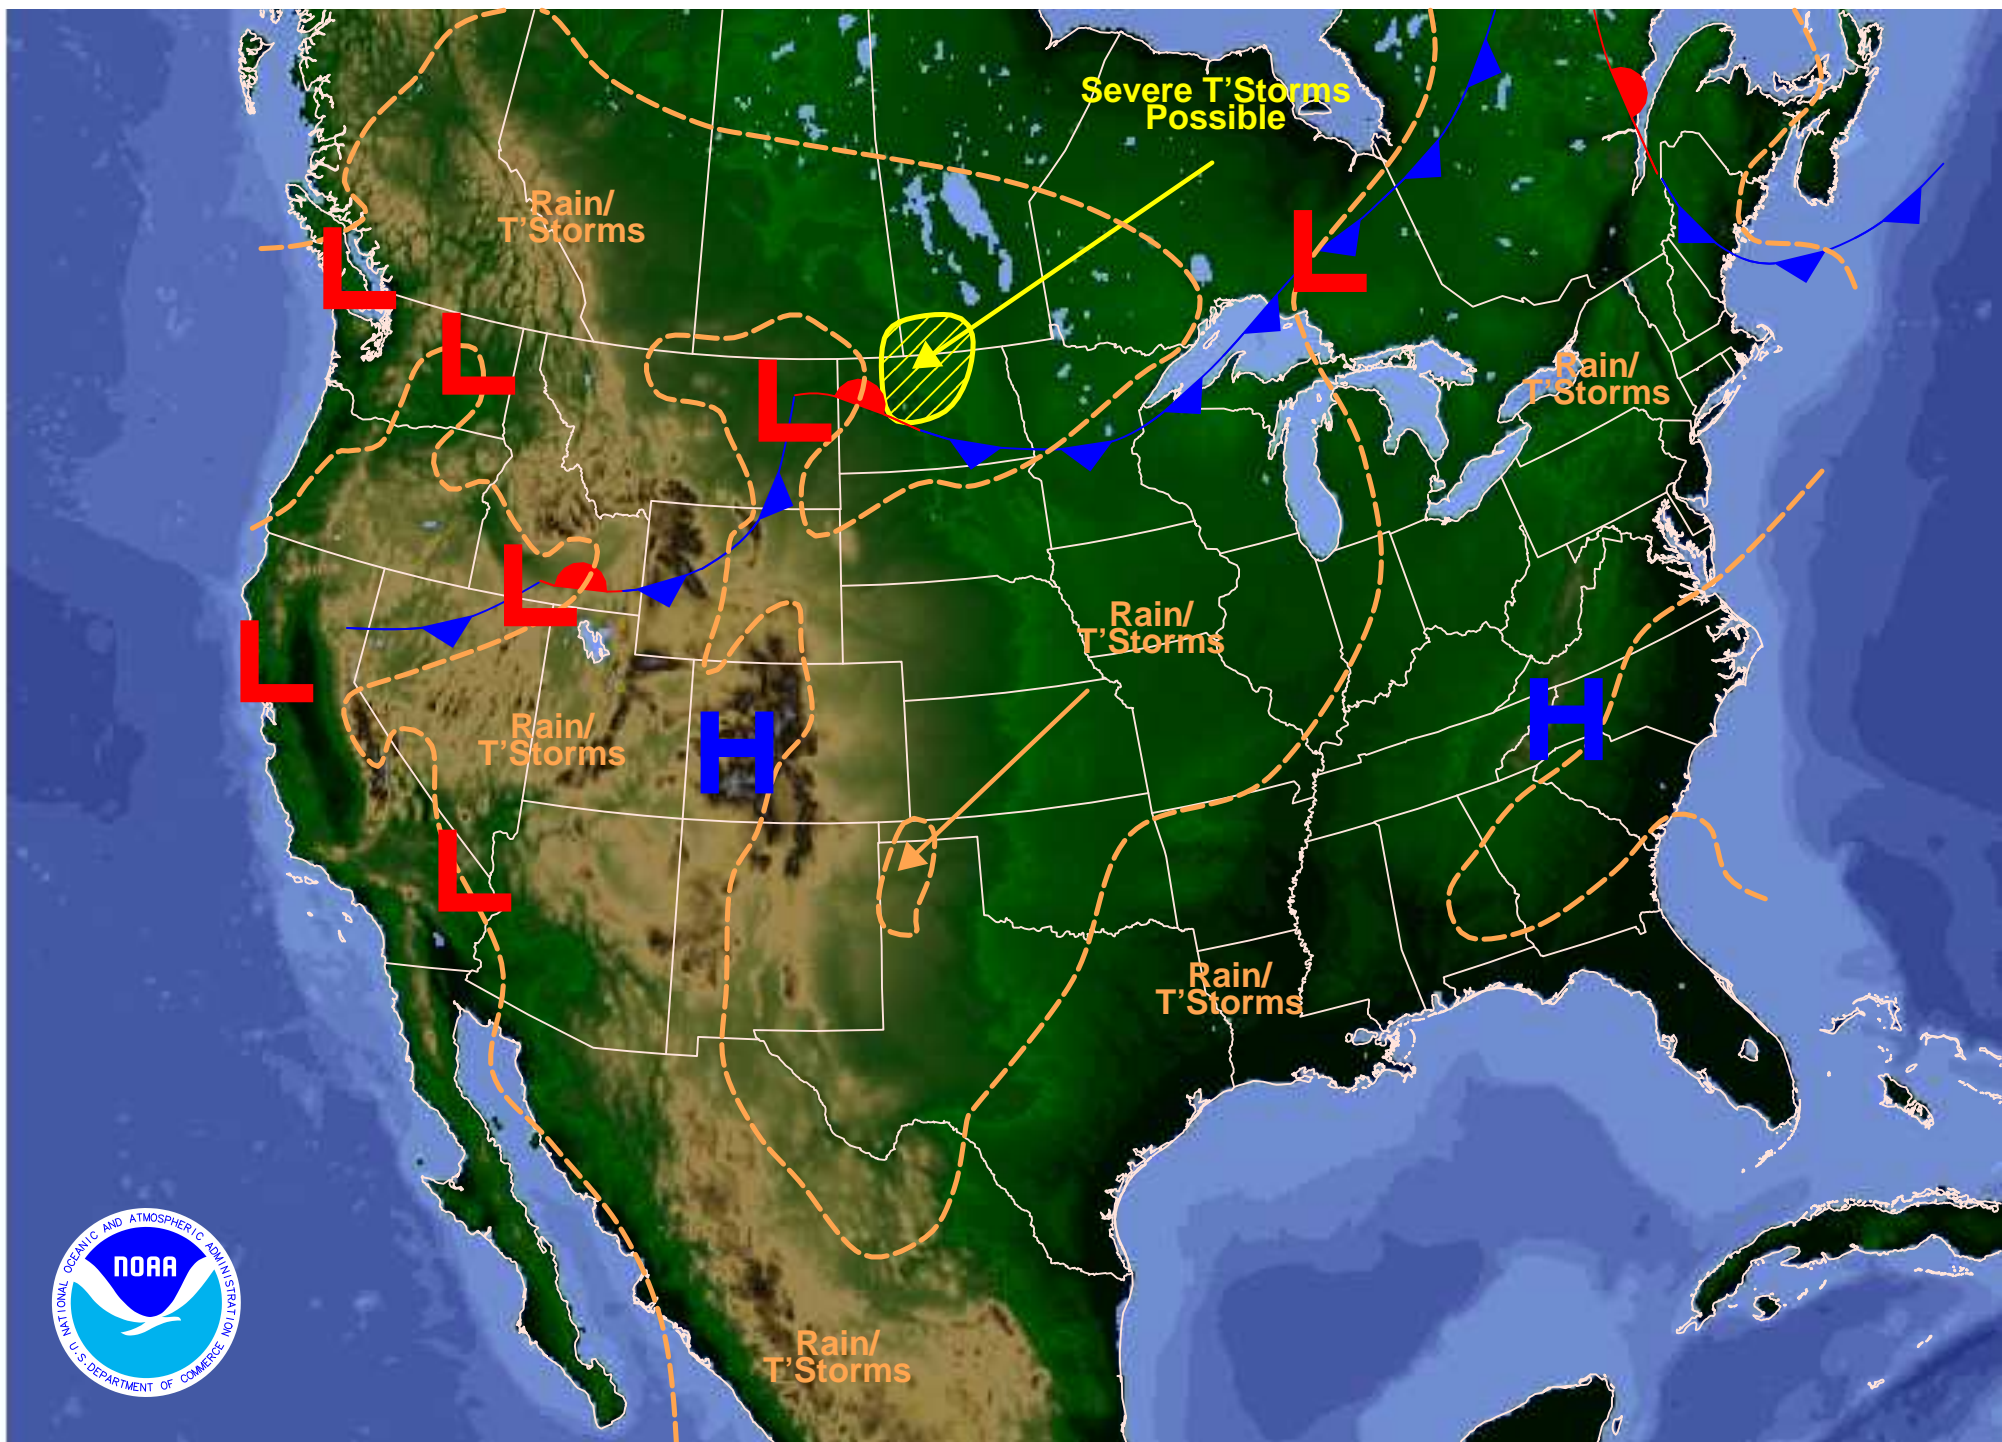 Severe T'Storms
Possible
Rain/
T'Storms
L
L
L
Rain/
T'Storms
L
L
Rain/
T'Storms
L
H
L
Rain/
T'Storms
H
Rain/
T'Storms
L
Rain/
T'Storms
NATIONAL OCEANIC AND ATMOSPHERIC ADMINISTRATION
NOAA
U.S. DEPARTMENT OF COMMERCE